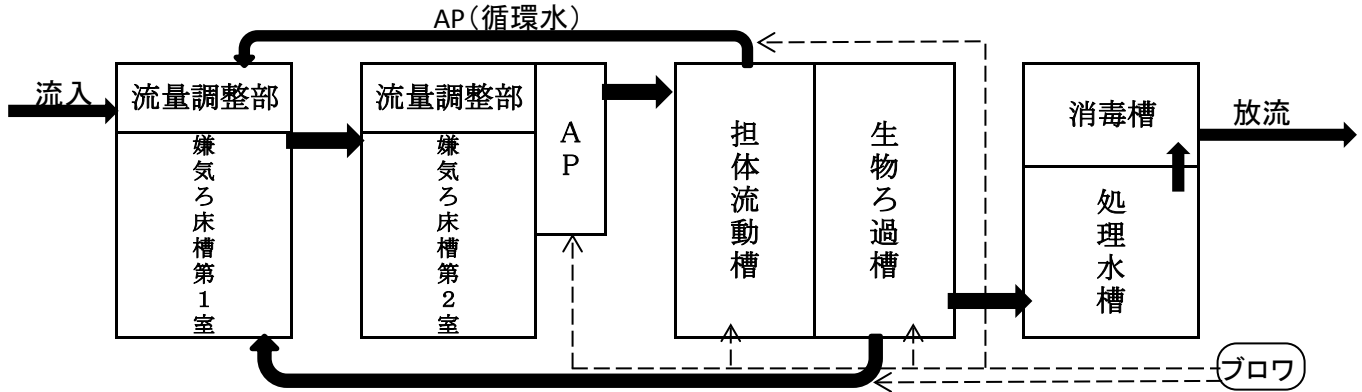 AP(循環水)
流入
流量調整部
嫌気ろ床槽第1室
流量調整部
嫌気ろ床槽第2室
AP
担体流動槽
生物ろ過槽
消毒槽
処理水槽
放流
ブロワ